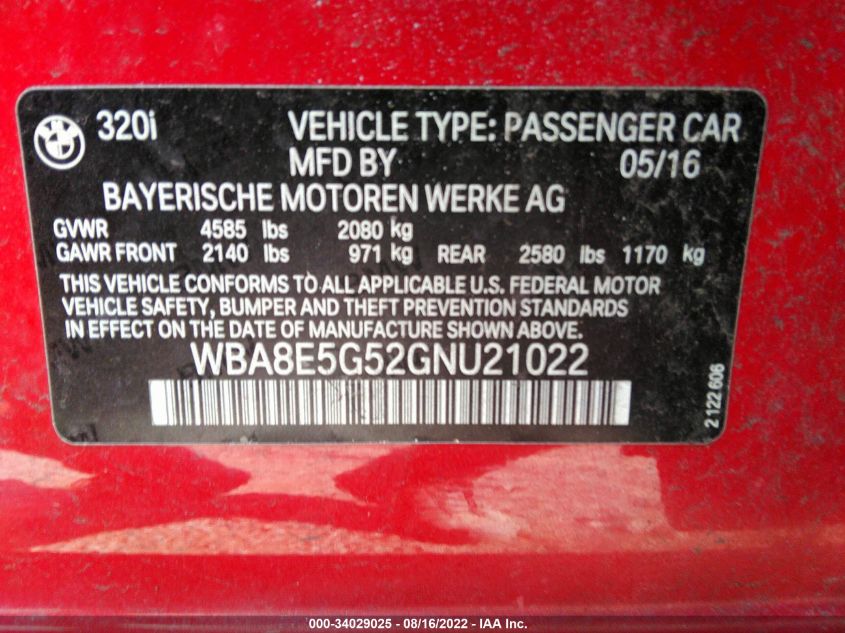 320i VEHICLE TYPE: PASSENGER CAR
MFD BY 05/16
BAYERISCHE MOTOREN WERKE AG
GVWR 4585 lbs 2080 kg
GAWR FRONT 2140 lbs 971 kg REAR 2580 lbs 1170 kg
THIS VEHICLE CONFORMS TO ALL APPLICABLE U.S. FEDERAL MOTOR
VEHICLE SAFETY, BUMPER AND THEFT PREVENTION STANDARDS
IN EFFECT ON THE DATE OF MANUFACTURE SHOWN ABOVE.
WBA8E5G52GNU21022
2 122 606
000-34029025 - 08/16/2022 - IAA Inc.